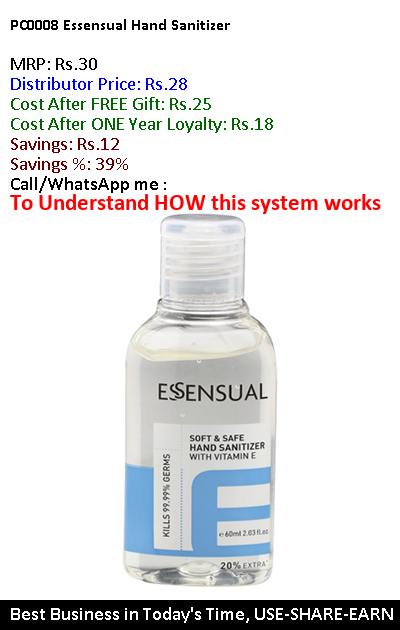 PC0008 Essensual Hand Sanitizer
MRP: Rs.30
Distributor Price: Rs.28
Cost After FREE Gift: Rs.25
Cost After ONE Year Loyalty: Rs.18
Savings: Rs.12
Savings %: 39%
Call/WhatsApp me :
To Understand HOW this system works
ESSENSUAL
SOFT & SAFE
HAND SANITIZER
WITH VITAMIN E
KILLS 99.99% GERMS
e 60ml 2.03 fl.oz.
20% EXTRA*
Best Business in Today's Time, USE-SHARE-EARN